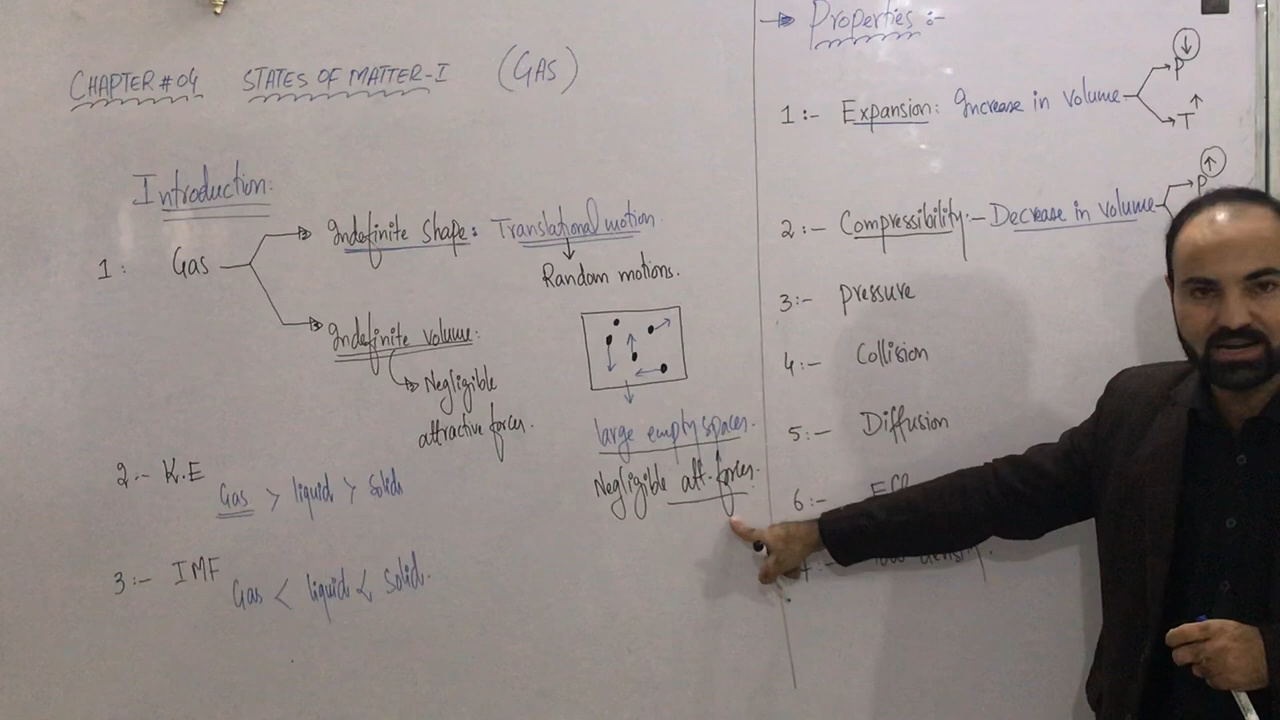 CHAPTER # 04 STATES OF MATTER-I (GAS)
Introduction:
1: Gas
Indefinite Shape: Translational motion.
Random motions.
Indefinite volume:
Negligible
attractive forces.
large empty spaces.
Negligible att. forces.
2:- K.E
Gas > liquid > Solids
3:- IMF
Gas < liquid < Solid.
Properties:-
1:- Expansion: Increase in volume
P ↓
T ↑
2:- Compressibility:- Decrease in volume
P ↑
3:- pressure
4:- Collision
5:- Diffusion
6:-
density.